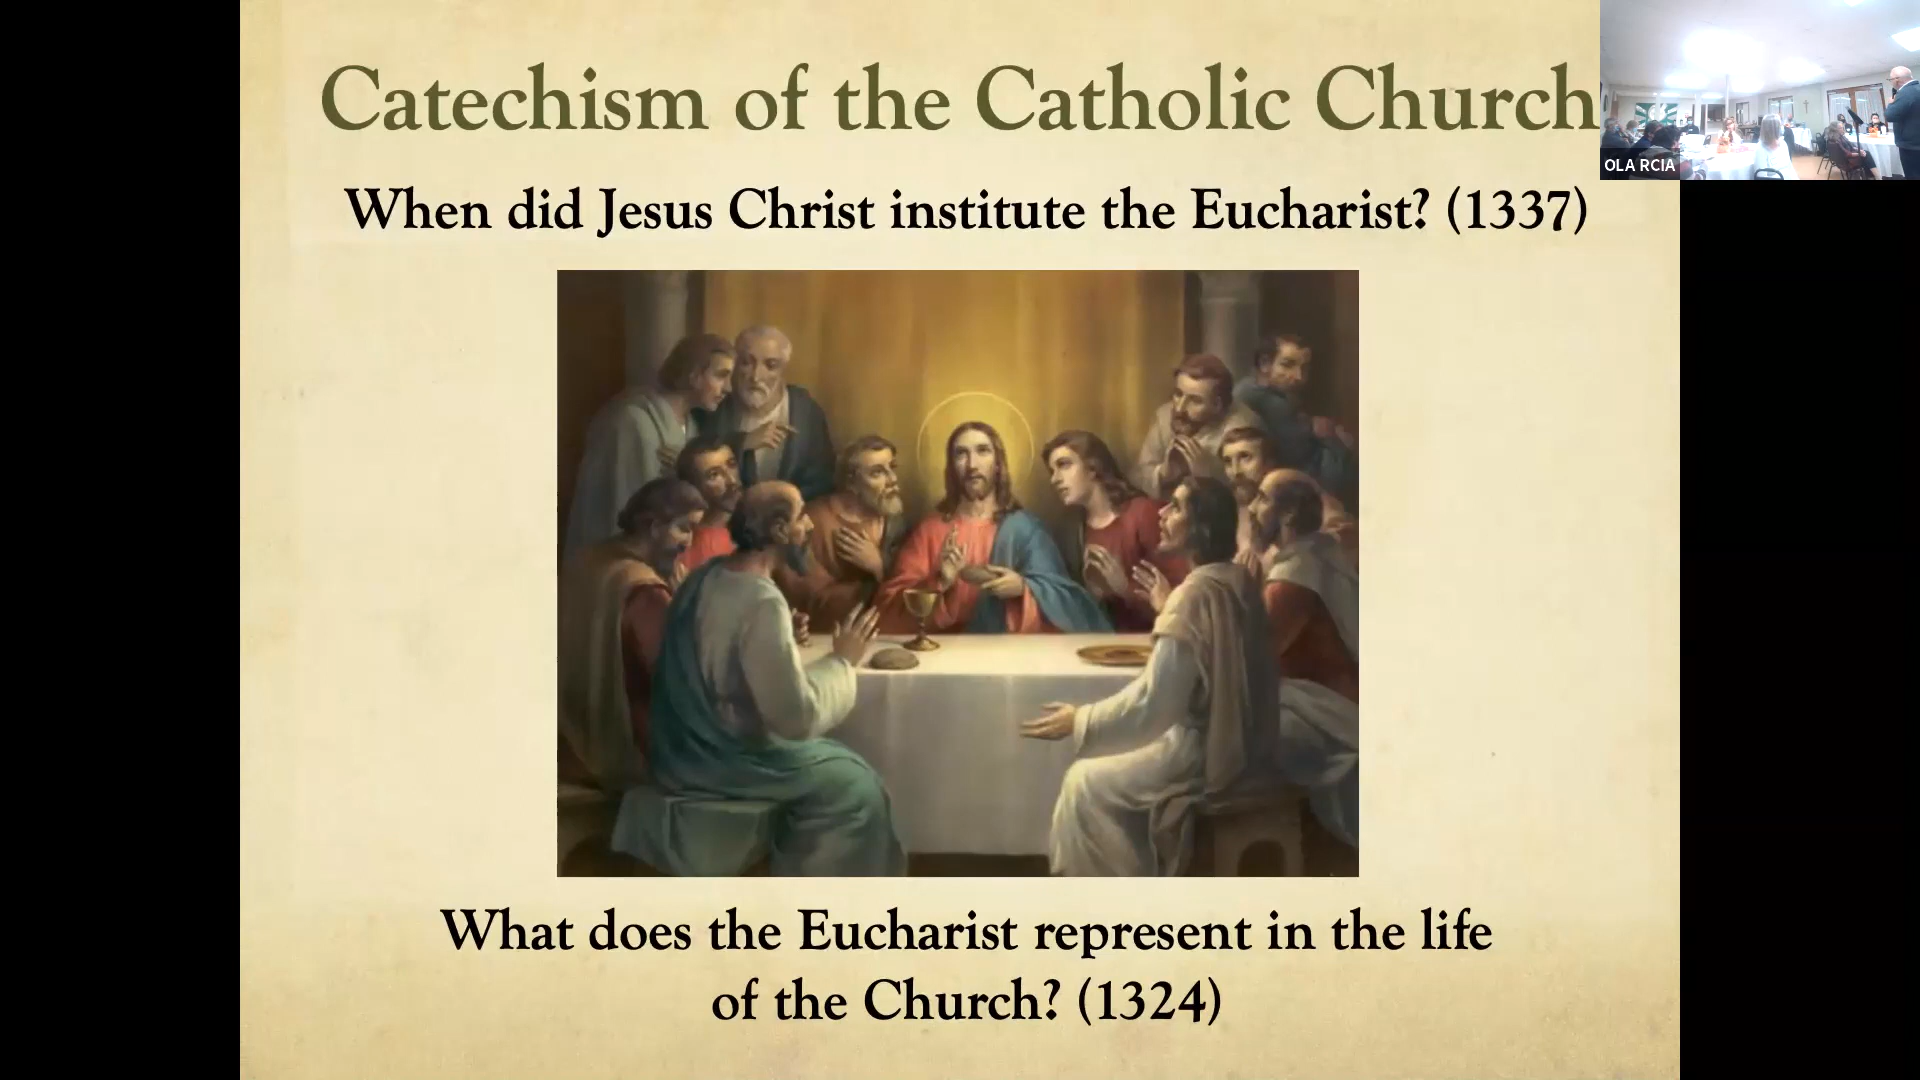 Catechism of the Catholic Church
OLA RCIA
When did Jesus Christ institute the Eucharist? (1337)
What does the Eucharist represent in the life
of the Church? (1324)